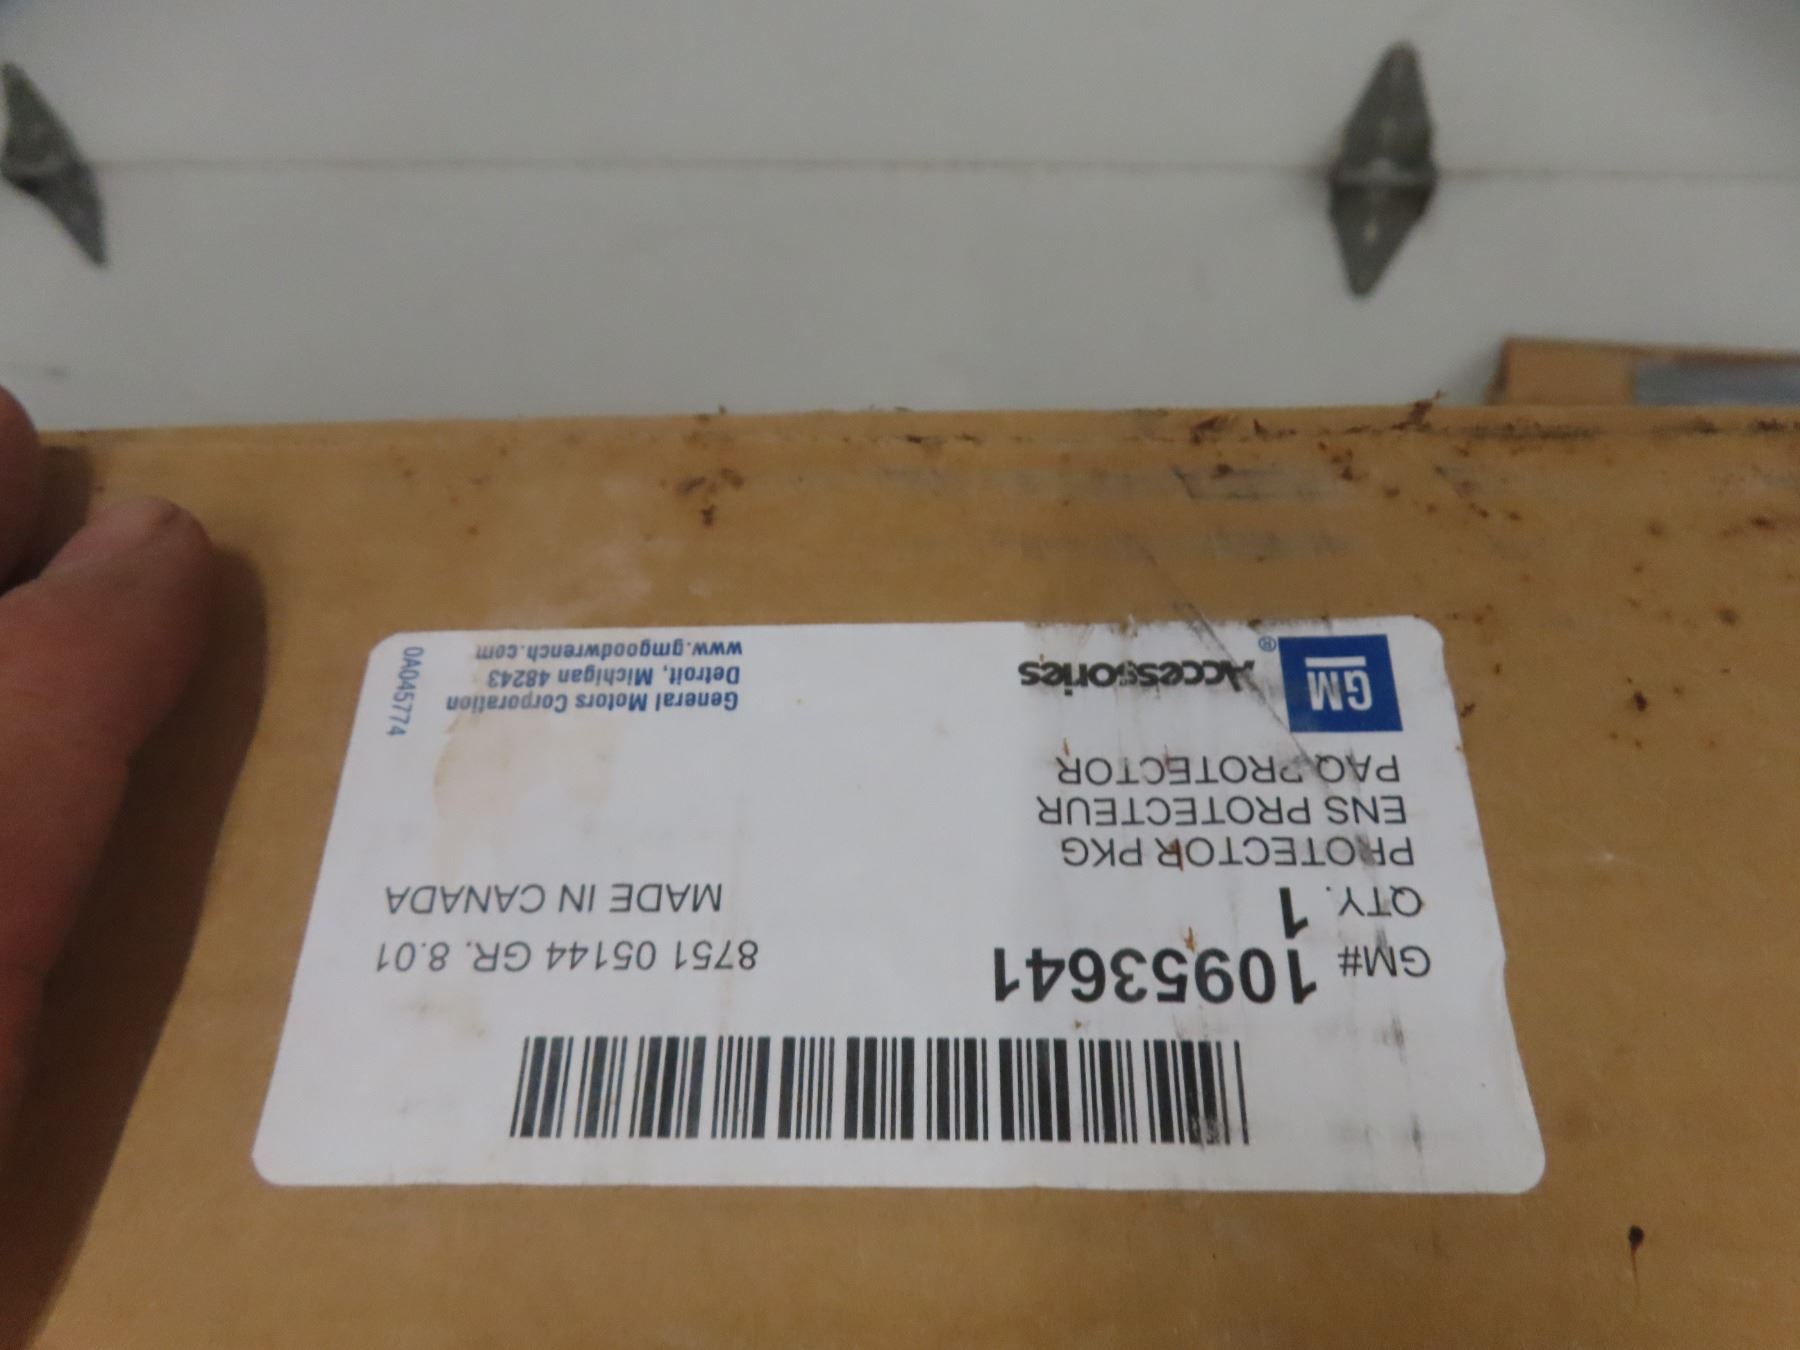 GM# 10953641
8751 05144 GR. 8.01
QTY. 1
MADE IN CANADA
PROTECTOR PKG
ENS PROTECTEUR
PAQ PROTECTOR
GM
® Accessories
General Motors Corporation
Detroit, Michigan 48243
www.gmgoodwrench.com
0A045774